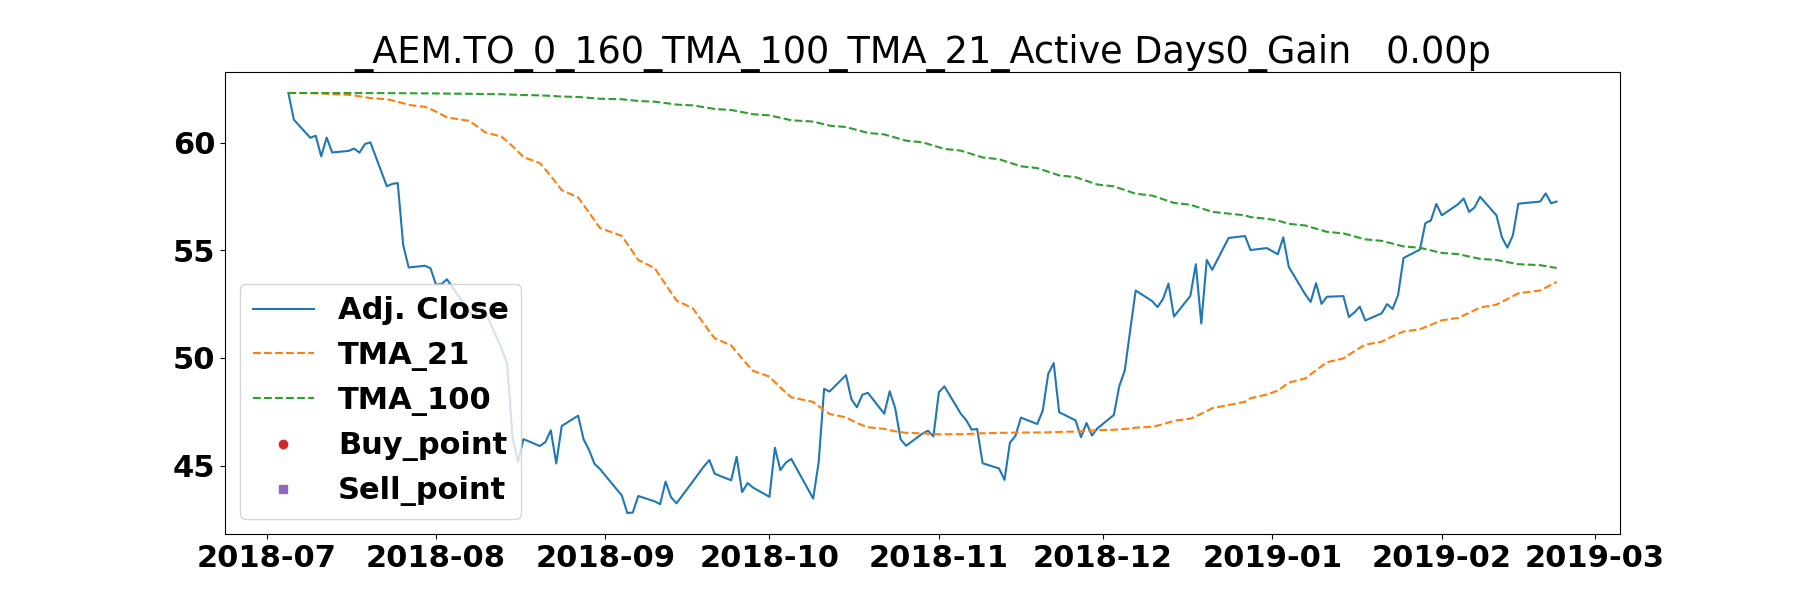 _AEM.TO_0_160_TMA_100_TMA_21_Active Days0_Gain   0.00p
60
55
50
45
Adj. Close
TMA_21
TMA_100
Buy_point
Sell_point
2018-07 2018-08 2018-09 2018-10 2018-11 2018-12 2019-01 2019-02 2019-03